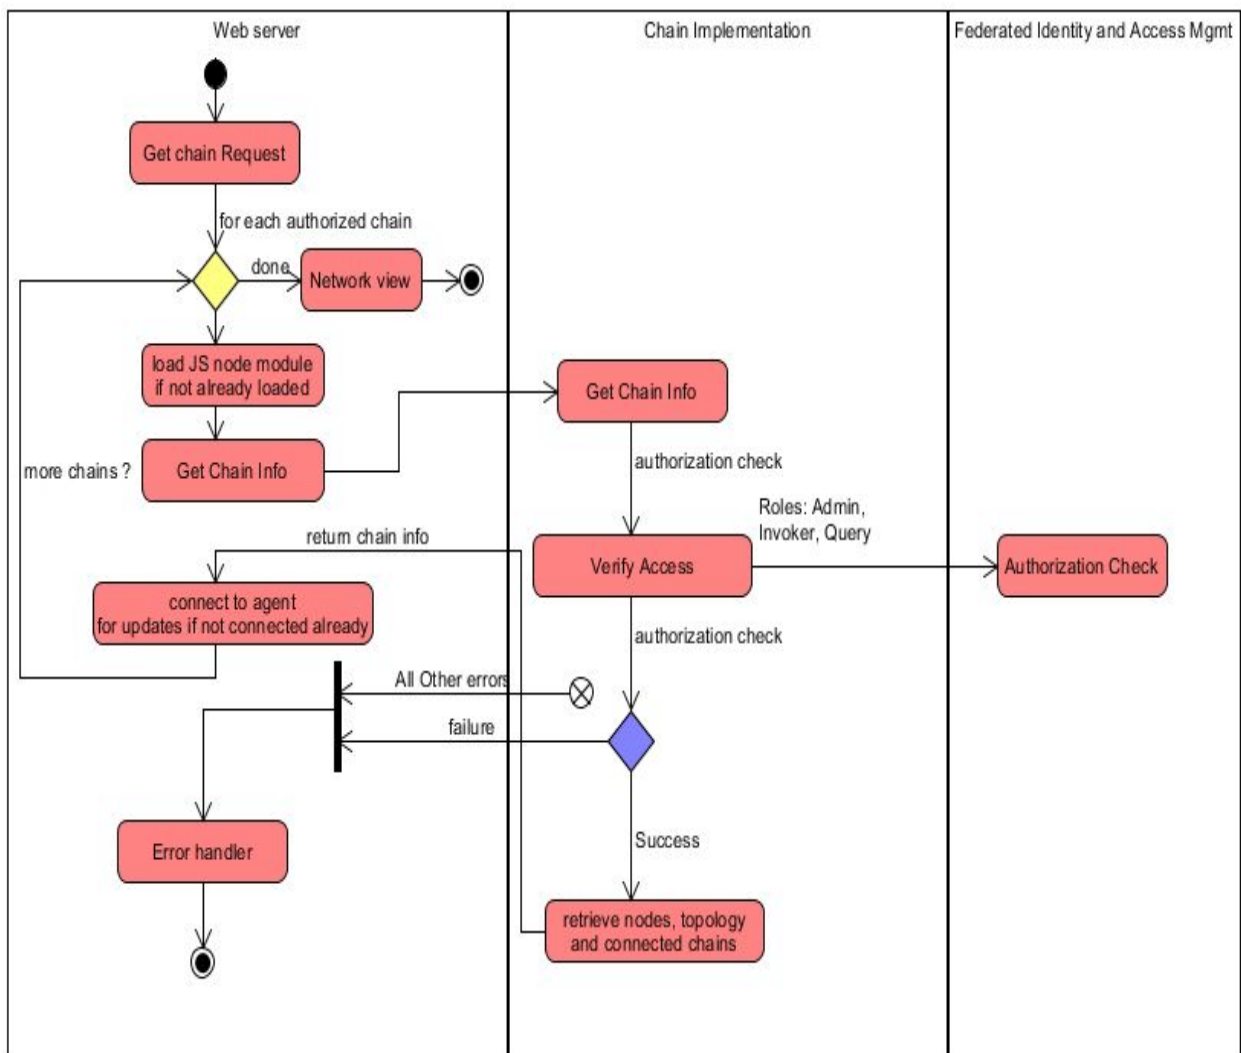 Web server
Chain Implementation
Federated Identity and Access Mgmt
Get chain Request
for each authorized chain
done
Network view
load JS node module
if not already loaded
Get Chain Info
Get Chain Info
more chains ?
authorization check
Roles: Admin,
Invoker, Query
return chain info
Verify Access
Authorization Check
connect to agent
for updates if not connected already
authorization check
All Other errors
failure
Success
Error handler
retrieve nodes, topology
and connected chains